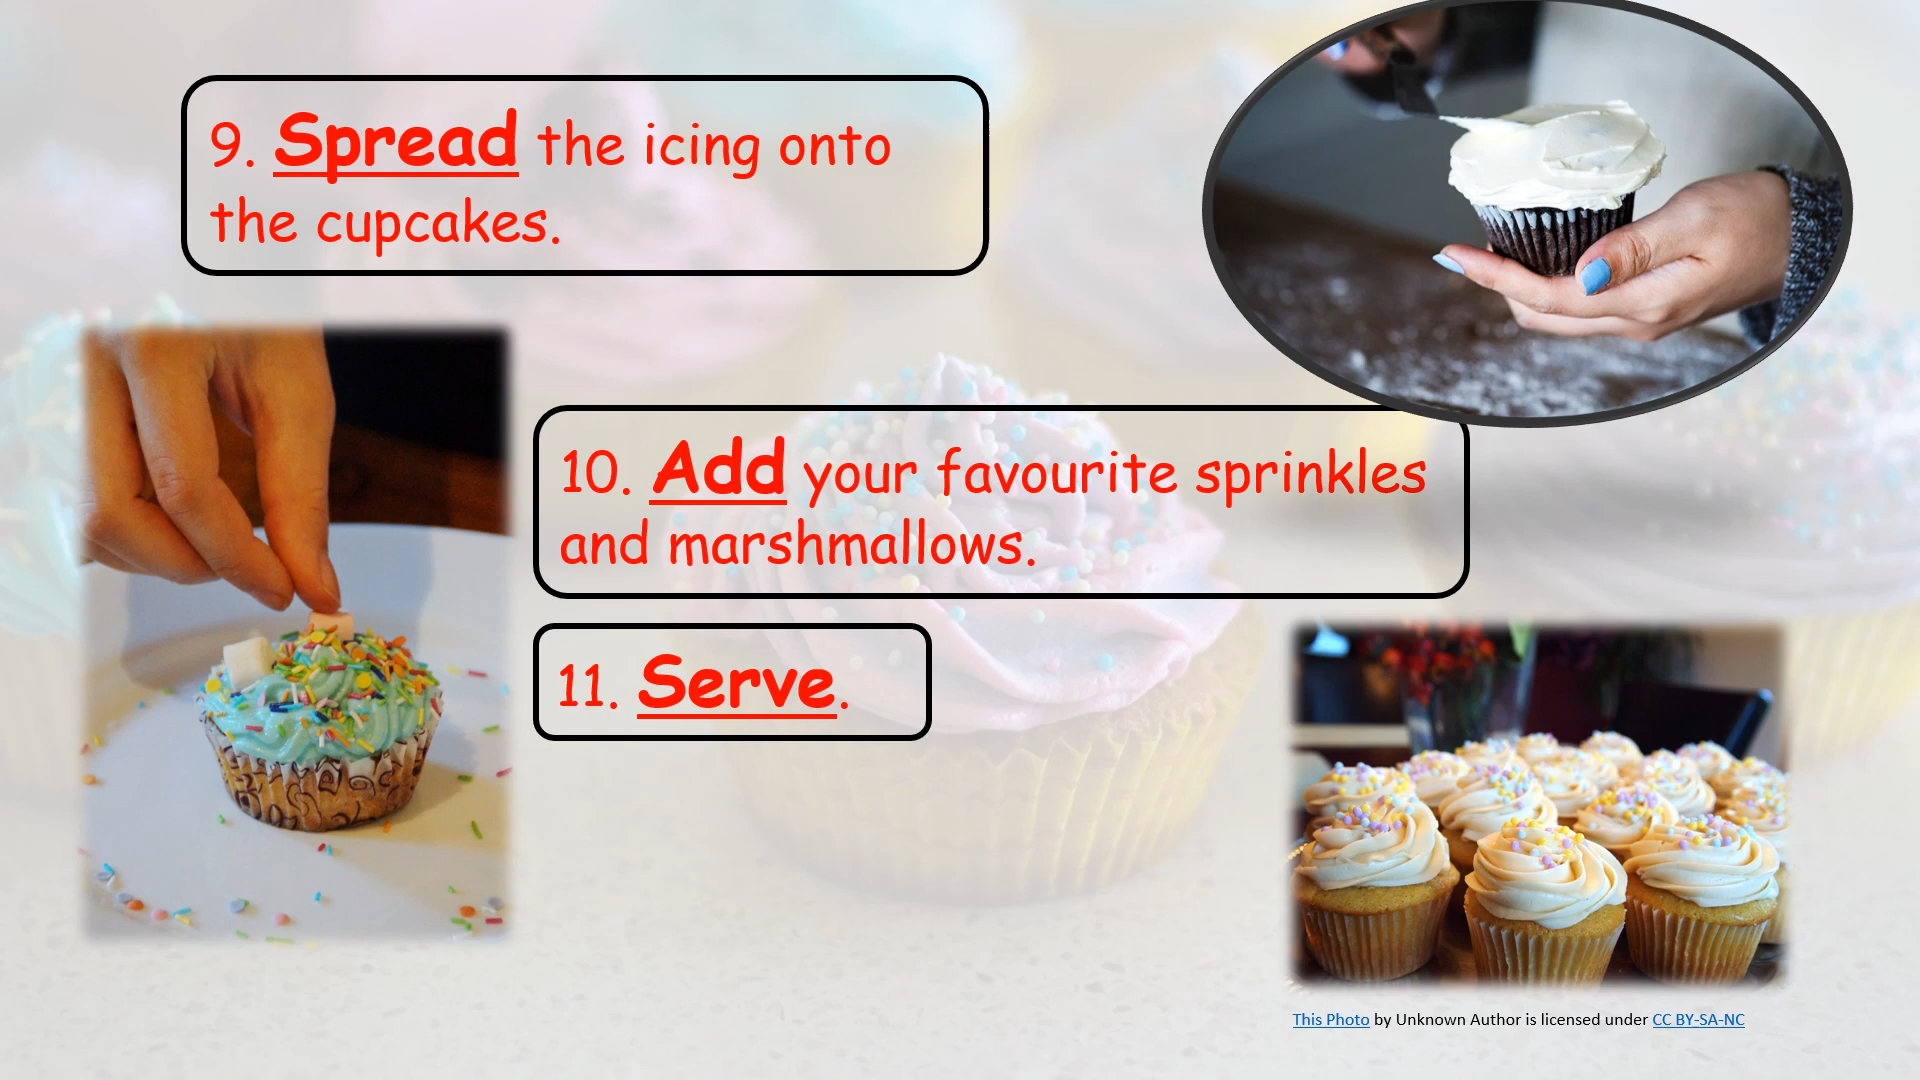 9. Spread the icing onto
the cupcakes.
10. Add your favourite sprinkles
and marshmallows.
11. Serve.
This Photo by Unknown Author is licensed under CC BY-SA-NC